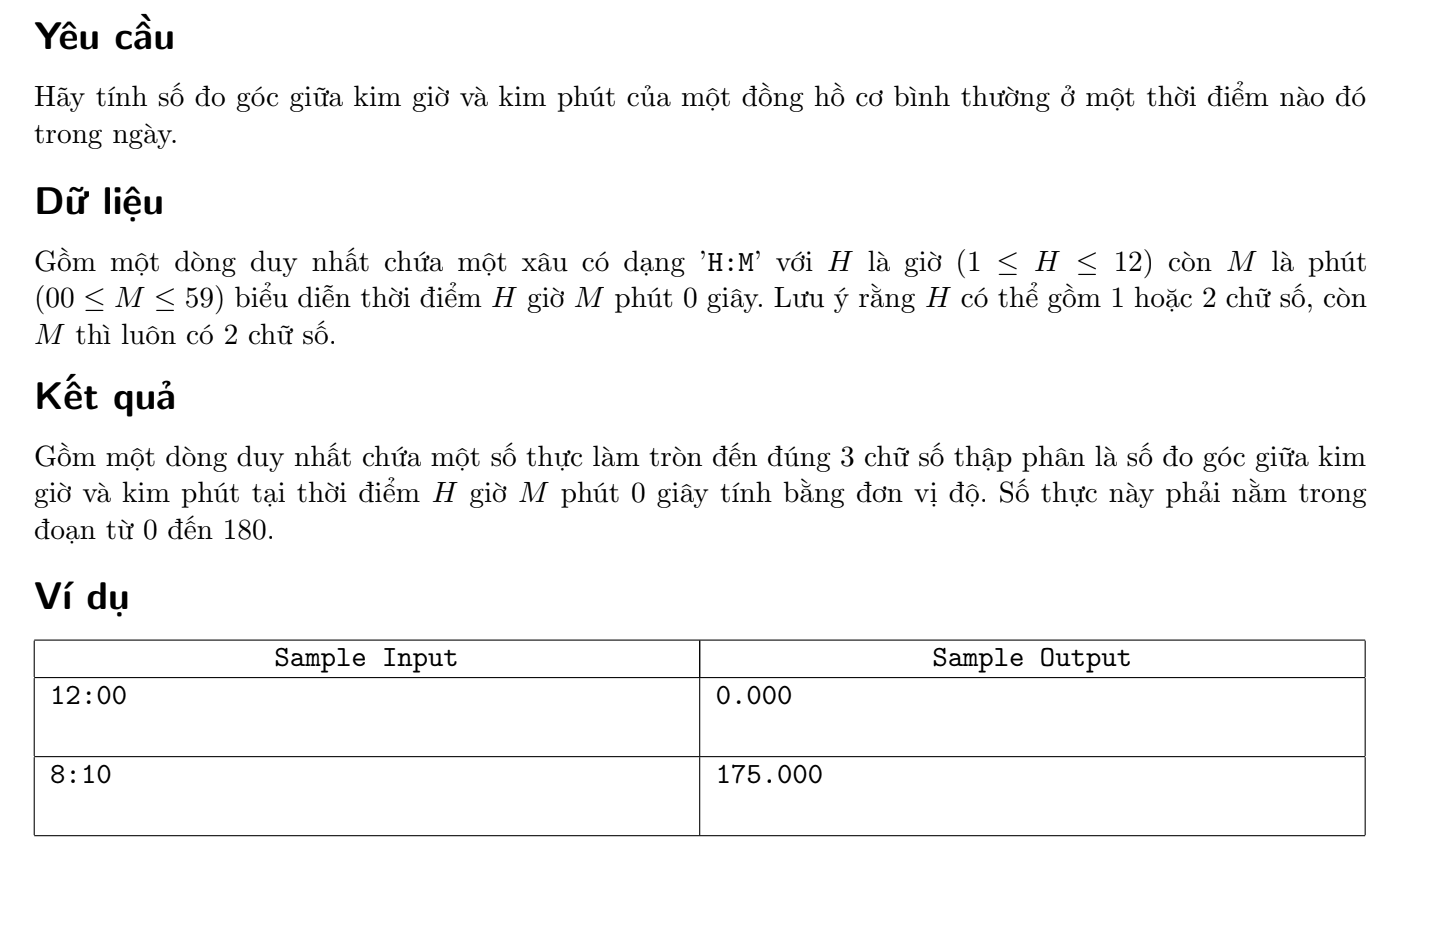 Yêu cầu
Hãy tính số đo góc giữa kim giờ và kim phút của một đồng hồ cơ bình thường ở một thời điểm nào đó
trong ngày.
Dữ liệu
Gồm một dòng duy nhất chứa một xâu có dạng ’H:M’ với H là giờ (1 ≤ H ≤ 12) còn M là phút
(00 ≤ M ≤ 59) biểu diễn thời điểm H giờ M phút 0 giây. Lưu ý rằng H có thể gồm 1 hoặc 2 chữ số, còn
M thì luôn có 2 chữ số.
Kết quả
Gồm một dòng duy nhất chứa một số thực làm tròn đến đúng 3 chữ số thập phân là số đo góc giữa kim
giờ và kim phút tại thời điểm H giờ M phút 0 giây tính bằng đơn vị độ. Số thực này phải nằm trong
đoạn từ 0 đến 180.
Ví dụ
Sample Input Sample Output
12:00 0.000
8:10 175.000